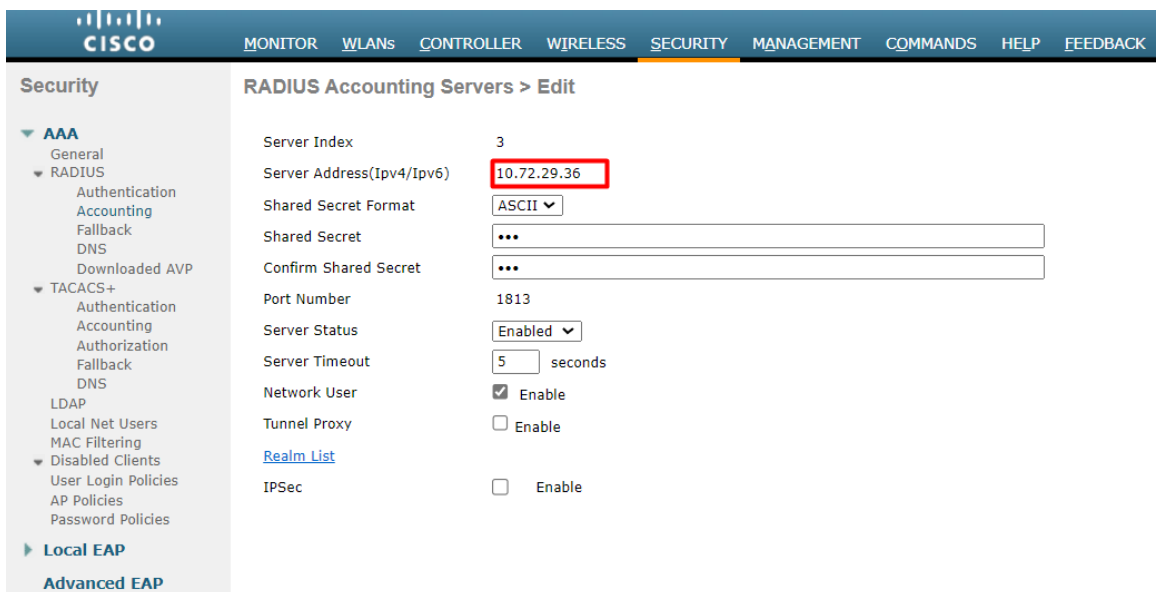 CISCO
MONITOR WLANs CONTROLLER WIRELESS SECURITY MANAGEMENT COMMANDS HELP FEEDBACK
Security
AAA
General
RADIUS
Authentication
Accounting
Fallback
DNS
Downloaded AVP
TACACS+
Authentication
Accounting
Authorization
Fallback
DNS
LDAP
Local Net Users
MAC Filtering
Disabled Clients
User Login Policies
AP Policies
Password Policies
Local EAP
Advanced EAP
RADIUS Accounting Servers > Edit
Server Index 3
Server Address(Ipv4/Ipv6) 10.72.29.36
Shared Secret Format ASCII
Shared Secret •••
Confirm Shared Secret •••
Port Number 1813
Server Status Enabled
Server Timeout 5 seconds
Network User Enable
Tunnel Proxy Enable
Realm List
IPSec Enable